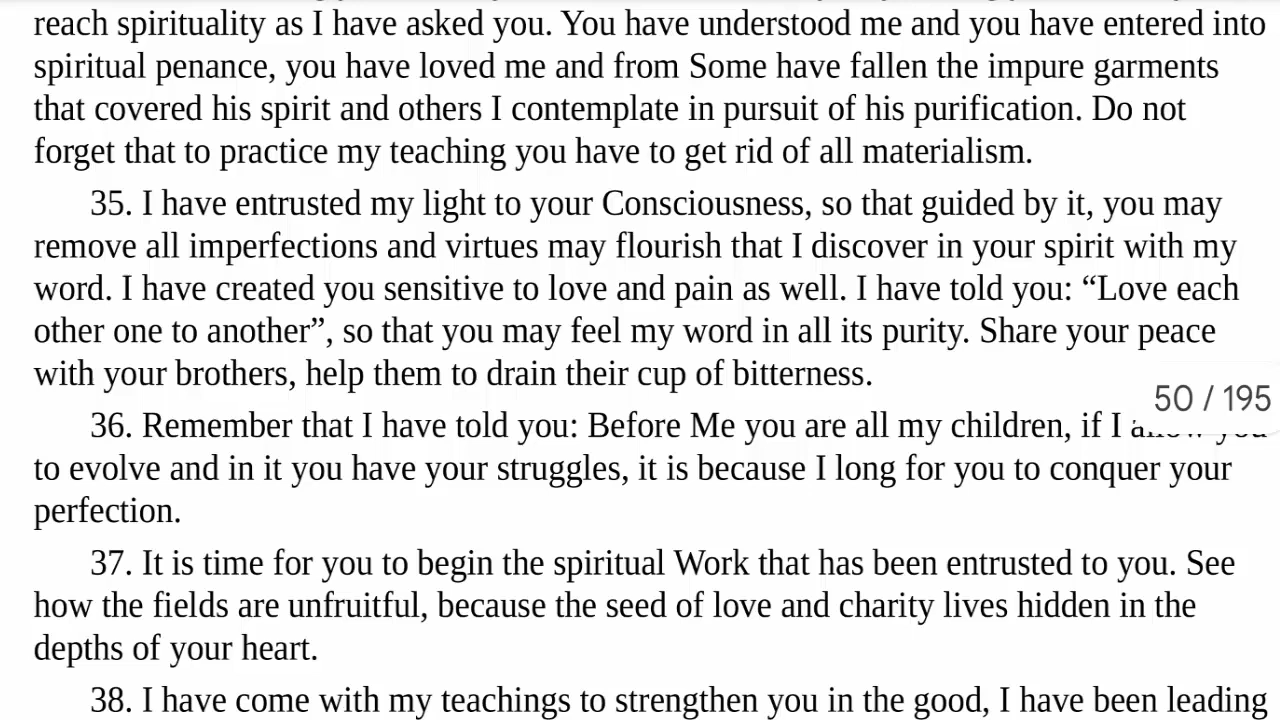 reach spirituality as I have asked you. You have understood me and you have entered into
spiritual penance, you have loved me and from Some have fallen the impure garments
that covered his spirit and others I contemplate in pursuit of his purification. Do not
forget that to practice my teaching you have to get rid of all materialism.
35. I have entrusted my light to your Consciousness, so that guided by it, you may
remove all imperfections and virtues may flourish that I discover in your spirit with my
word. I have created you sensitive to love and pain as well. I have told you: “Love each
other one to another”, so that you may feel my word in all its purity. Share your peace
with your brothers, help them to drain their cup of bitterness.
50 / 195
36. Remember that I have told you: Before Me you are all my children, if I allow you
to evolve and in it you have your struggles, it is because I long for you to conquer your
perfection.
37. It is time for you to begin the spiritual Work that has been entrusted to you. See
how the fields are unfruitful, because the seed of love and charity lives hidden in the
depths of your heart.
38. I have come with my teachings to strengthen you in the good, I have been leading